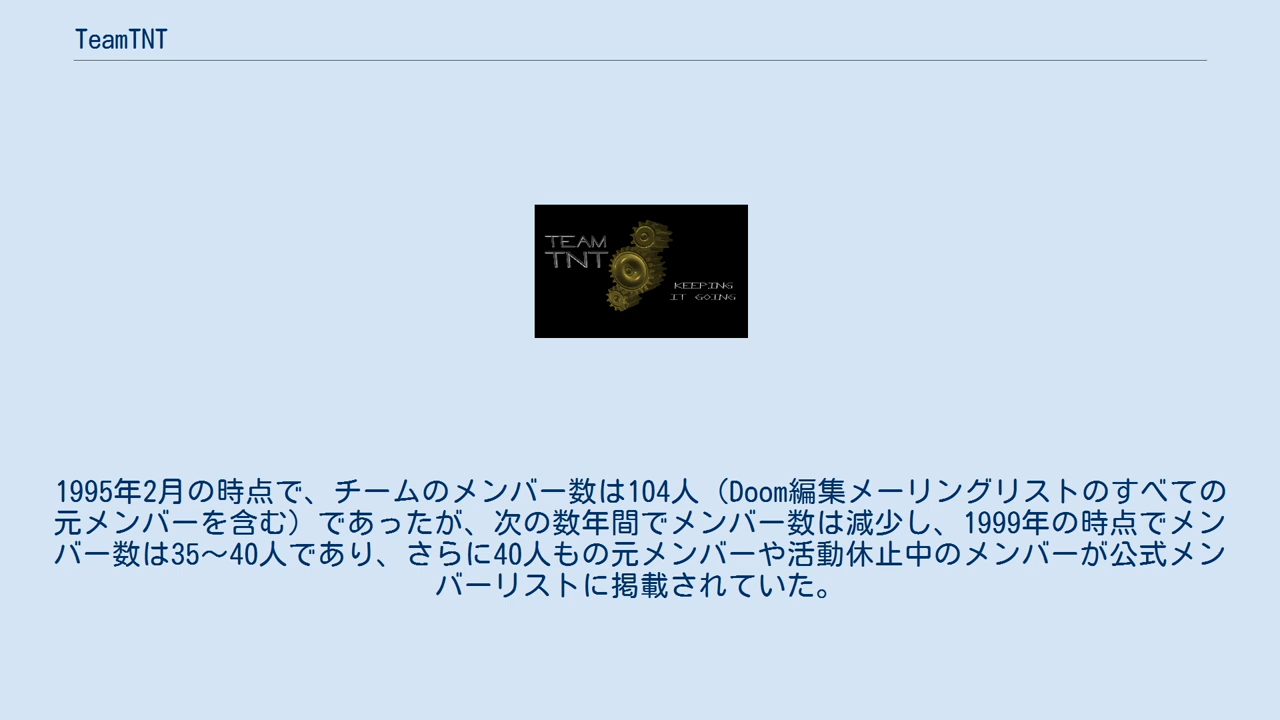 TeamTNT
TEAM
TNT
KEEPING
IT GOING
1995年2月の時点で、チームのメンバー数は104人（Doom編集メーリングリストのすべての
元メンバーを含む）であったが、次の数年間でメンバー数は減少し、1999年の時点でメン
バー数は35～40人であり、さらに40人もの元メンバーや活動休止中のメンバーが公式メン
バーリストに掲載されていた。